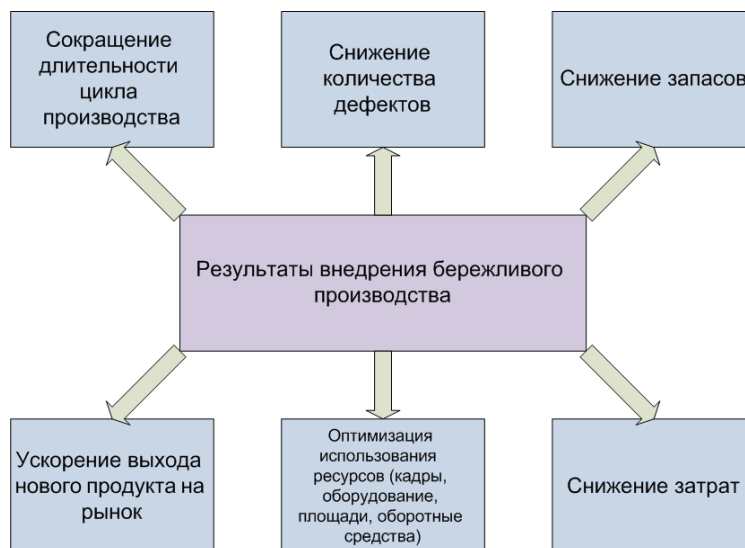 Сокращение
длительности
цикла
производства
Снижение
количества
дефектов
Снижение запасов
Результаты внедрения бережливого
производства
Ускорение выхода
нового продукта на
рынок
Оптимизация
использования
ресурсов (кадры,
оборудование,
площади, оборотные
средства)
Снижение затрат